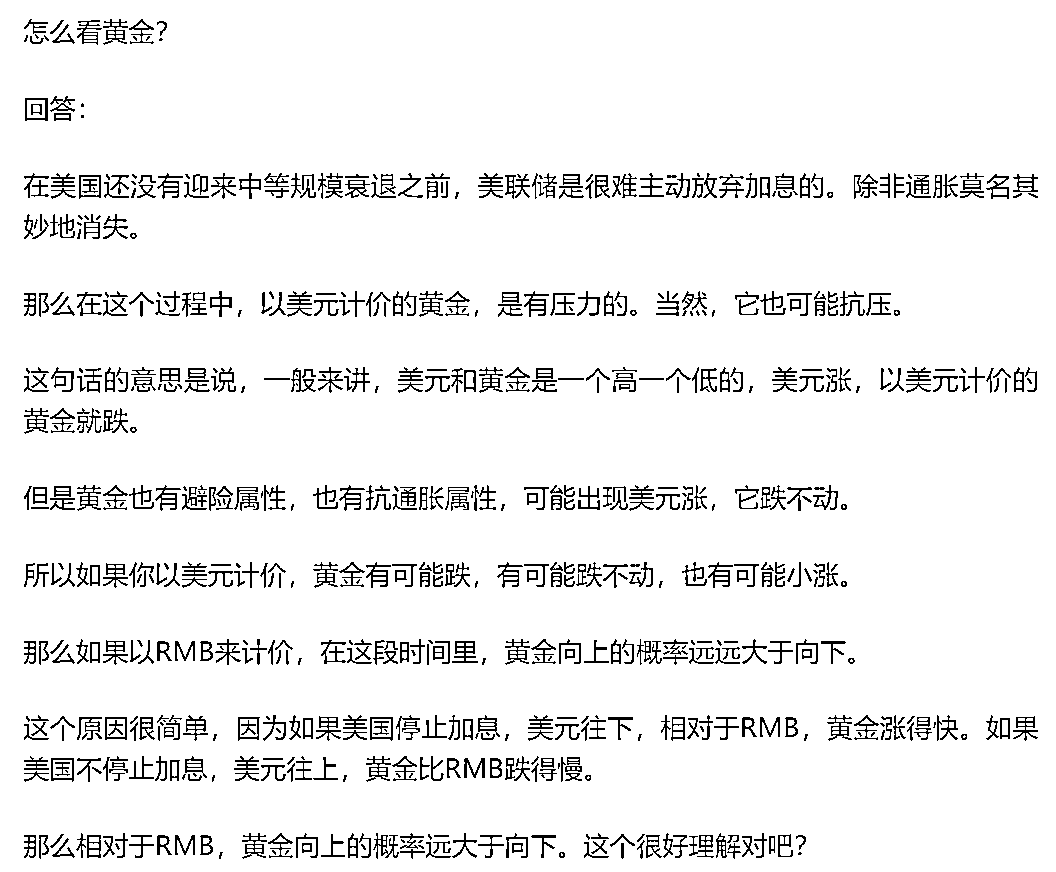 怎么看黄金？
回答：
在美国还没有迎来中等规模衰退之前，美联储是很难主动放弃加息的。除非通胀莫名其
妙地消失。
那么在这个过程中，以美元计价的黄金，是有压力的。当然，它也可能抗压。
这句话的意思是说，一般来讲，美元和黄金是一个高一个低的，美元涨，以美元计价的
黄金就跌。
但是黄金也有避险属性，也有抗通胀属性，可能出现美元涨，它跌不动。
所以如果你以美元计价，黄金有可能跌，有可能跌不动，也有可能小涨。
那么如果以RMB来计价，在这段时间里，黄金向上的概率远远大于向下。
这个原因很简单，因为如果美国停止加息，美元往下，相对于RMB，黄金涨得快。如果
美国不停止加息，美元往上，黄金比RMB跌得慢。
那么相对于RMB，黄金向上的概率远大于向下。这个很好理解对吧？